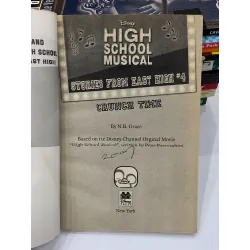 Disney
HIGH
SCHOOL
MUSICAL
STORIES FROM EAST HIGH #4
CRUNCH TIME
By N.B. Grace
Based on the Disney Channel Original Movie
"High School Musical", written by Peter Barsocchini
New York
AND
H SCHOOL
EAST HIGH